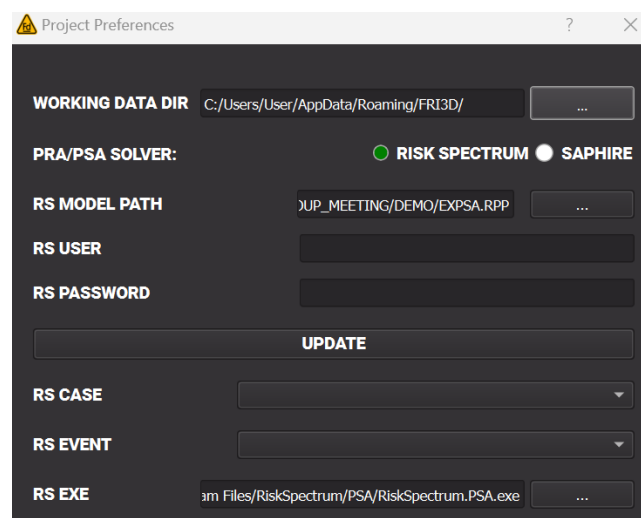 Project Preferences ?
WORKING DATA DIR C:/Users/User/AppData/Roaming/FRI3D/ ...
PRA/PSA SOLVER: RISK SPECTRUM SAPHIRE
RS MODEL PATH OUP_MEETING/DEMO/EXPSA.RPP ...
RS USER
RS PASSWORD
UPDATE
RS CASE
RS EVENT
RS EXE am Files/RiskSpectrum/PSA/RiskSpectrum.PSA.exe ...